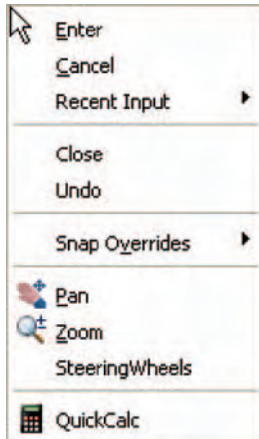 Enter
Cancel
Recent Input
Close
Undo
Snap Overrides
Pan
Zoom
SteeringWheels
QuickCalc